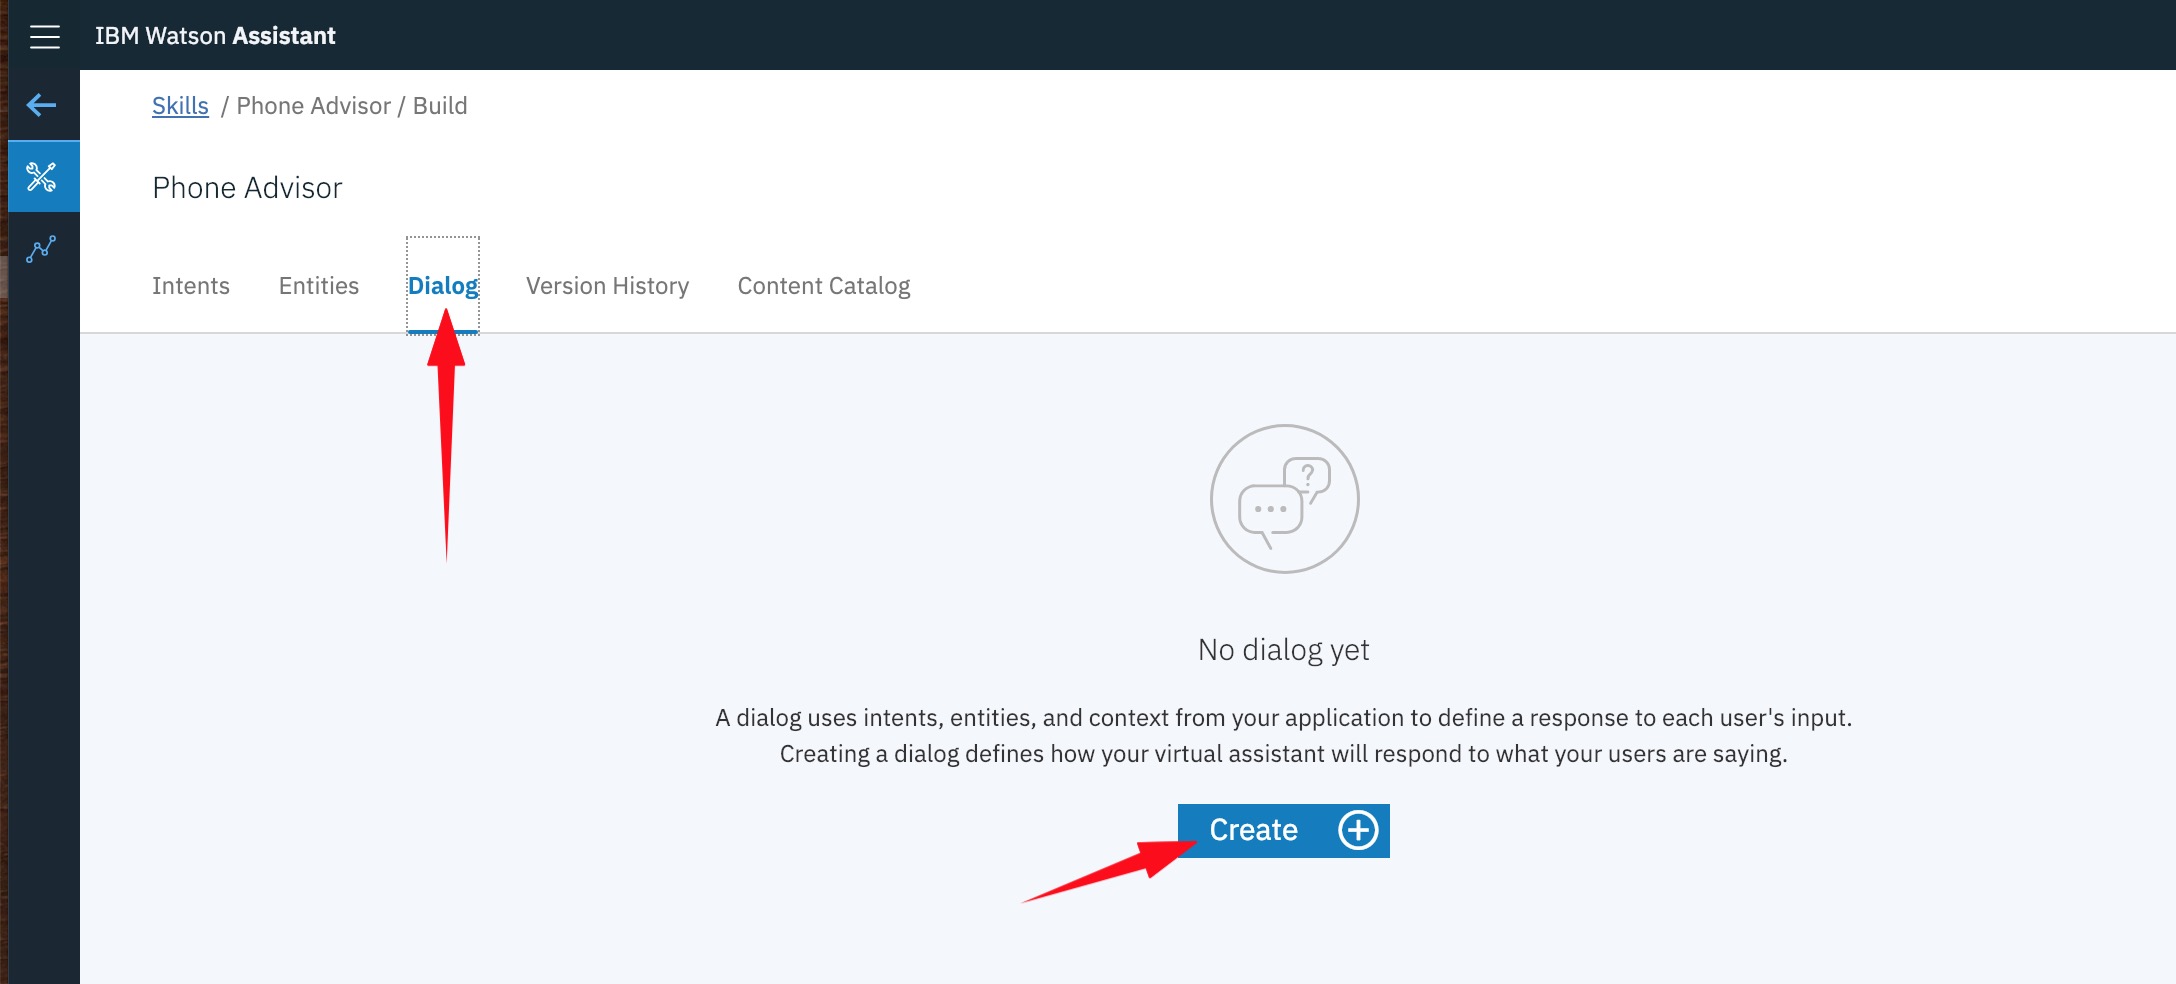 IBM Watson Assistant
Skills / Phone Advisor / Build
Phone Advisor
Intents Entities Dialog Version History Content Catalog
?
No dialog yet
A dialog uses intents, entities, and context from your application to define a response to each user's input.
Creating a dialog defines how your virtual assistant will respond to what your users are saying.
Create